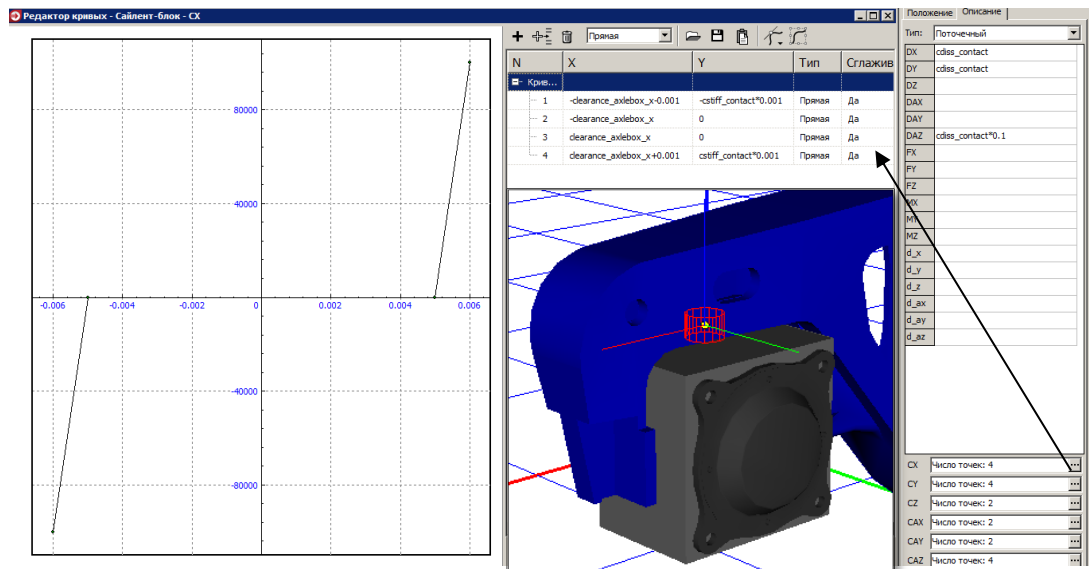 Редактор кривых - Сайлент-блок - CX
80000
40000
-0.006 -0.004 -0.002 0 0.002 0.004 0.006
-40000
-80000
Прямая
N X Y Тип Сглажив
Крив...
1 -clearance_axlebox_x-0.001 -cstiff_contact*0.001 Прямая Да
2 -clearance_axlebox_x 0 Прямая Да
3 clearance_axlebox_x 0 Прямая Да
4 clearance_axlebox_x+0.001 cstiff_contact*0.001 Прямая Да
Положение Описание
Тип: Поточечный
DX cdiss_contact
DY cdiss_contact
DZ
DAX
DAY
DAZ cdiss_contact*0.1
FX
FY
FZ
MX
MY
MZ
d_x
d_y
d_z
d_ax
d_ay
d_az
CX Число точек: 4 ...
CY Число точек: 4 ...
CZ Число точек: 2 ...
CAX Число точек: 2 ...
CAY Число точек: 2 ...
CAZ Число точек: 4 ...